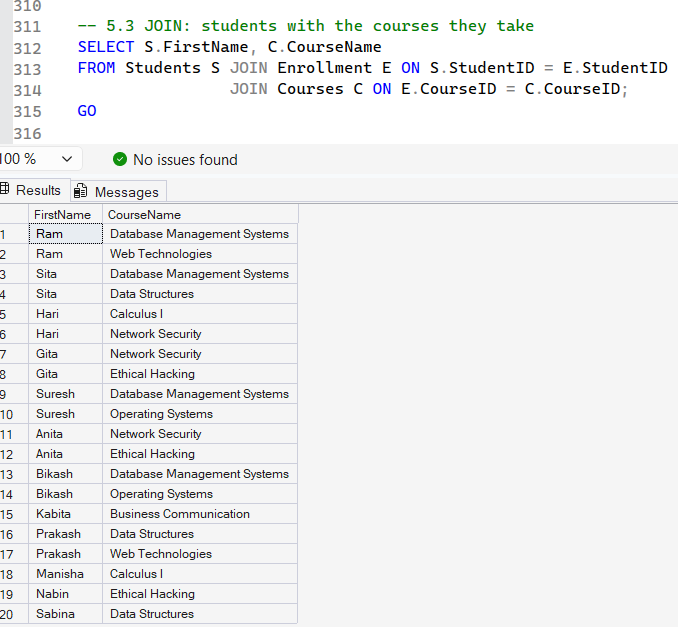 310
311 -- 5.3 JOIN: students with the courses they take
312 SELECT S.FirstName, C.CourseName
313 FROM Students S JOIN Enrollment E ON S.StudentID = E.StudentID
314 JOIN Courses C ON E.CourseID = C.CourseID;
315 GO
316
100 % No issues found
Results Messages
FirstName CourseName
1 Ram Database Management Systems
2 Ram Web Technologies
3 Sita Database Management Systems
4 Sita Data Structures
5 Hari Calculus I
6 Hari Network Security
7 Gita Network Security
8 Gita Ethical Hacking
9 Suresh Database Management Systems
10 Suresh Operating Systems
11 Anita Network Security
12 Anita Ethical Hacking
13 Bikash Database Management Systems
14 Bikash Operating Systems
15 Kabita Business Communication
16 Prakash Data Structures
17 Prakash Web Technologies
18 Manisha Calculus I
19 Nabin Ethical Hacking
20 Sabina Data Structures